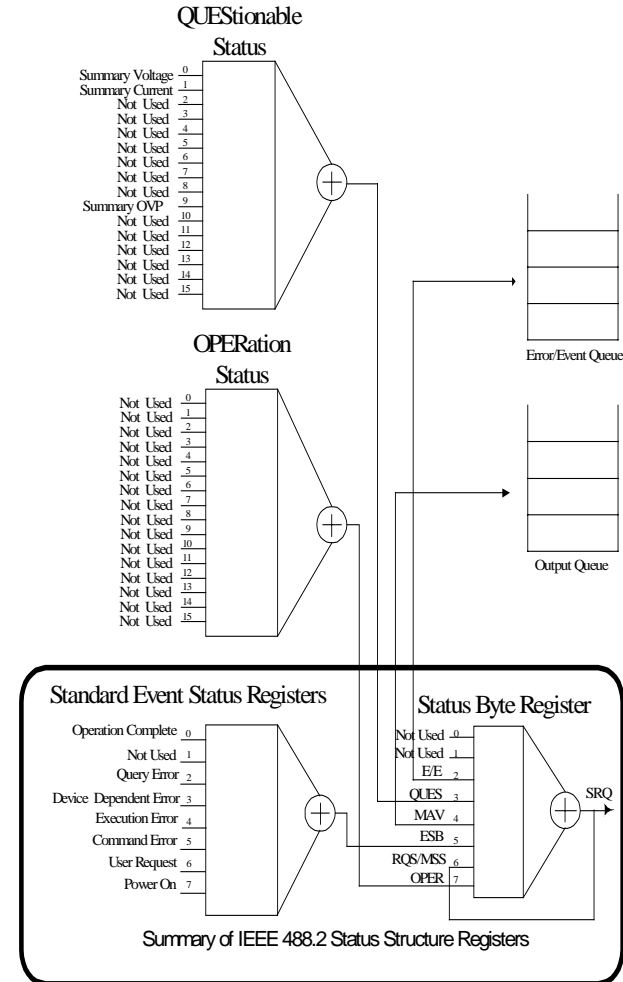 QUEStionable
Status
Summary Voltage 0
Summary Current 1
Not Used 2
Not Used 3
Not Used 4
Not Used 5
Not Used 6
Not Used 7
Not Used 8
Summary OVP 9
Not Used 10
Not Used 11
Not Used 12
Not Used 13
Not Used 14
Not Used 15
Error/Event Queue
OPERation
Status
Not Used 0
Not Used 1
Not Used 2
Not Used 3
Not Used 4
Not Used 5
Not Used 6
Not Used 7
Not Used 8
Not Used 9
Not Used 10
Not Used 11
Not Used 12
Not Used 13
Not Used 14
Not Used 15
Output Queue
Standard Event Status Registers
Operation Complete 0
Not Used 1
Query Error 2
Device Dependent Error 3
Execution Error 4
Command Error 5
User Request 6
Power On 7
Status Byte Register
Not Used 0
Not Used 1
E/E 2
QUES 3
MAV 4
ESB 5
RQS/MSS 6
OPER 7
SRQ
Summary of IEEE 488.2 Status Structure Registers